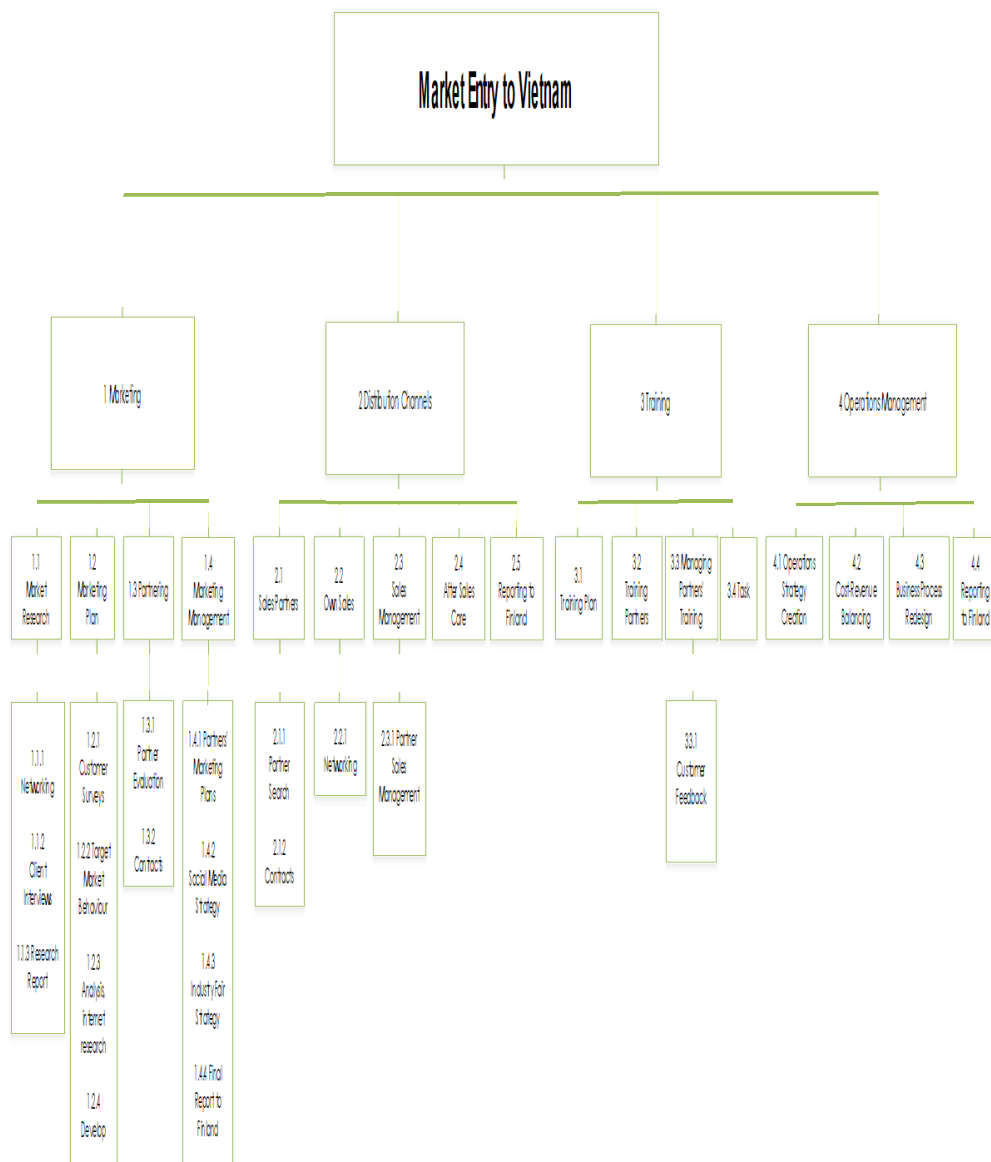 Market Entry to Vietnam
1 Marketing
2 Distribution Channels
3 Training
4 Operations Management
1.1
Market
Research
1.2
Marketing
Plan
1.3 Partnering
1.4
Marketing
Management
2.1
Sales Partners
2.2
Own Sales
2.3
Sales
Management
2.4
After Sales
Care
2.5
Reporting to
Finland
3.1
Training Plan
3.2
Training
Partners
3.3 Managing
Partners'
Training
3.4 Task
4.1 Operations
Strategy
Creation
4.2
Cost-Revenue
Balancing
4.3
Business Process
Redesign
4.4
Reporting
to Finland
1.1.1
Networking
1.1.2
Client
Interviews
1.1.3 Research
Report
1.2.1
Customer
Surveys
1.2.2 Target
Market
Behaviour
1.2.3
Analysis,
internet
research
1.2.4
Develop
1.3.1
Partner
Evaluation
1.3.2
Contracts
1.4.1 Partners'
Marketing
Plans
1.4.2
Social Media
Strategy
1.4.3
Industry Fair
Strategy
1.4.4 Final
Report to
Finland
2.1.1
Partner
Search
2.1.2
Contracts
2.2.1
Networking
2.3.1 Partner
Sales
Management
3.3.1
Customer
Feedback